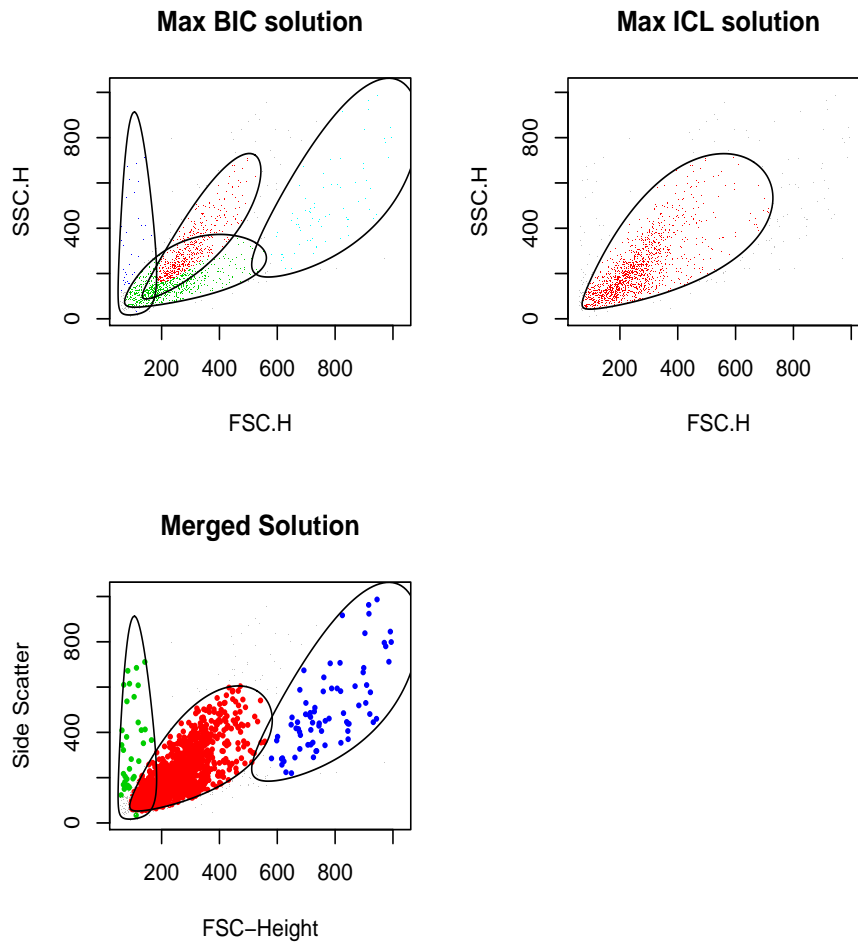 Max BIC solution
SSC.H
0 400 800
200 400 600 800
FSC.H
Max ICL solution
SSC.H
0 400 800
200 400 600 800
FSC.H
Merged Solution
Side Scatter
0 400 800
200 400 600 800
FSC−Height